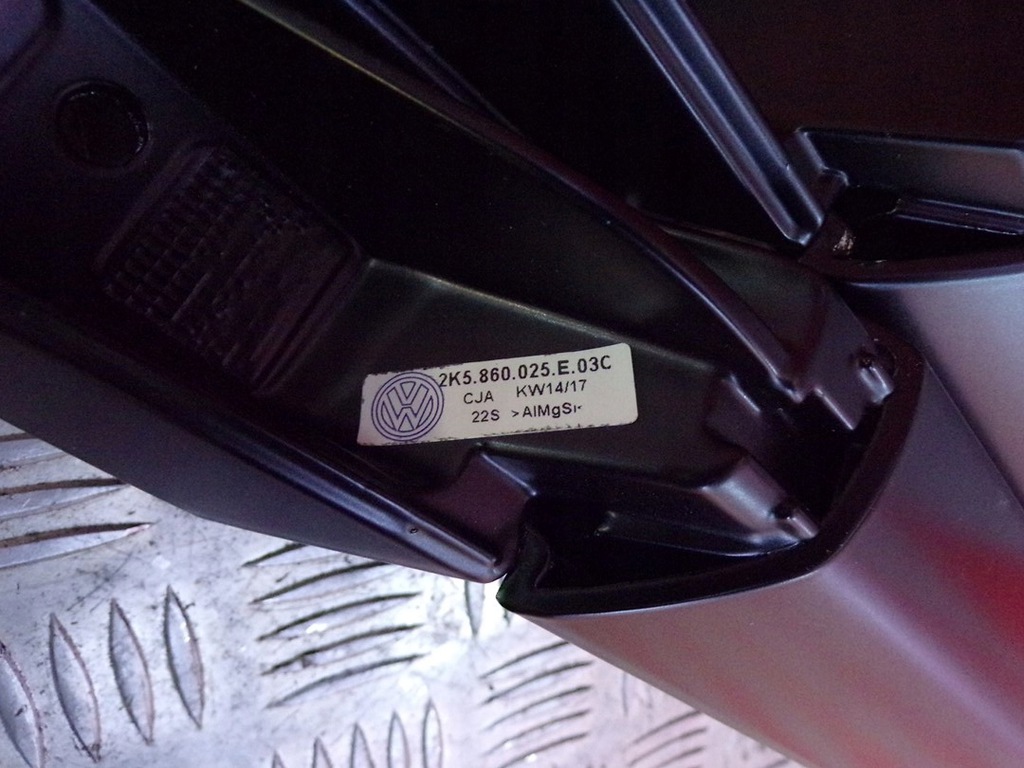 2K5.860.025.E.03C
CJA KW14/17
22S >AlMgSi<